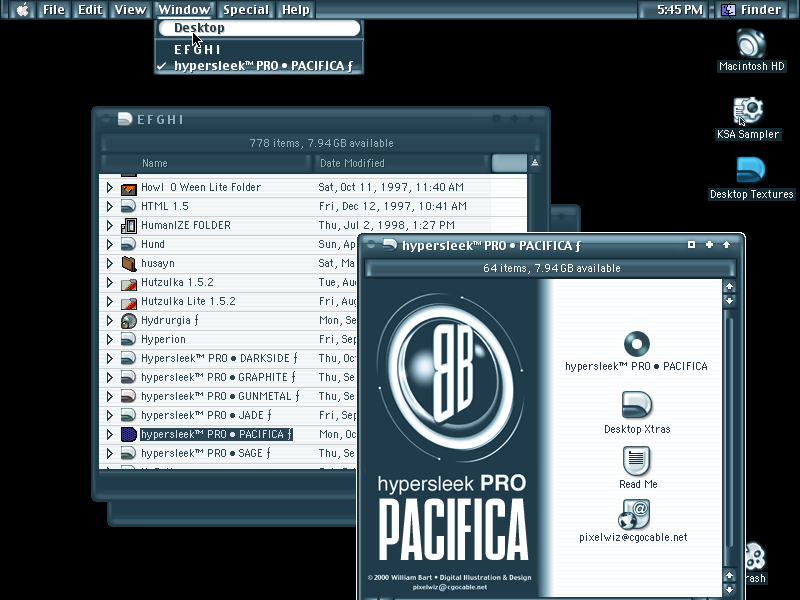 File Edit View Window Special Help 5:45 PM Finder
Desktop
E F G H I
✓ hypersleek™ PRO • PACIFICA ƒ
Macintosh HD
KSA Sampler
Desktop Textures
E F G H I
778 items, 7.94 GB available
Name Date Modified
Howl O Ween Lite Folder Sat, Oct 11, 1997, 11:40 AM
HTML 1.5 Fri, Dec 12, 1997, 10:41 AM
HumanIZE FOLDER Thu, Jul 2, 1998, 1:27 PM
Hund Sun, Ap
husayn Sat, Ma
Hutzulka 1.5.2 Tue, Au
Hutzulka Lite 1.5.2 Fri, Aug
Hydrurgia ƒ Mon, Se
Hyperion Fri, Sep
Hypersleek™ PRO • DARKSIDE ƒ Thu, Oc
hypersleek™ PRO • GRAPHITE ƒ Thu, Se
hypersleek™ PRO • GUNMETAL ƒ Thu, Se
hypersleek™ PRO • JADE ƒ Fri, Sep
hypersleek™ PRO • PACIFICA ƒ Mon, Oc
hypersleek™ PRO • SAGE ƒ Thu, Se
hypersleek™ PRO • PACIFICA ƒ
64 items, 7.94 GB available
hypersleek PRO
PACIFICA
© 2000 William Bart • Digital Illustration & Design
pixelwiz@cgocable.net
hypersleek™ PRO • PACIFICA
Desktop Xtras
Read Me
pixelwiz@cgocable.net
rash